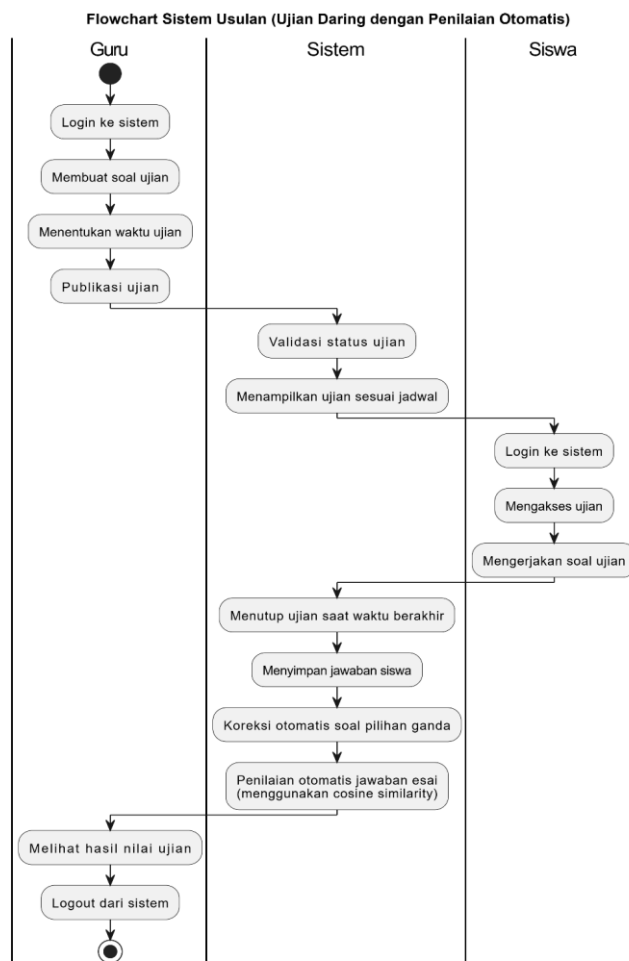 Flowchart Sistem Usulan (Ujian Daring dengan Penilaian Otomatis)
Guru
Sistem
Siswa
Login ke sistem
Membuat soal ujian
Menentukan waktu ujian
Publikasi ujian
Validasi status ujian
Menampilkan ujian sesuai jadwal
Login ke sistem
Mengakses ujian
Mengerjakan soal ujian
Menutup ujian saat waktu berakhir
Menyimpan jawaban siswa
Koreksi otomatis soal pilihan ganda
Penilaian otomatis jawaban esai
(menggunakan cosine similarity)
Melihat hasil nilai ujian
Logout dari sistem